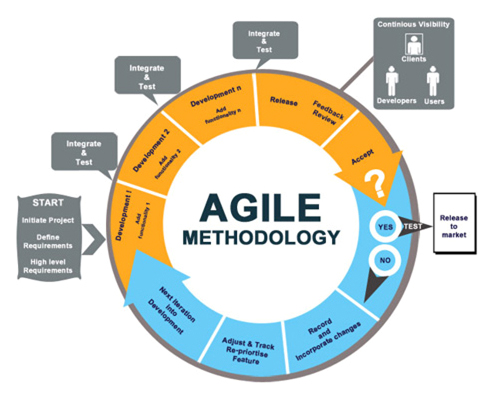 Continious Visibility
Clients
Developers
Users
Integrate
&
Test
Integrate
&
Test
Integrate
&
Test
START
Initiate Project
Define
Requirements
High level
Requirements
Development 1
Add
functionality 1
Development 2
Add
functionality 2
Development n
Add
functionality n
Release
Feedback
Review
Accept
?
YES
TEST
Release
to
market
NO
Record
and
Incorporate changes
Adjust & Track
Re-priortise
Feature
Next Iteration
into
Development
AGILE
METHODOLOGY